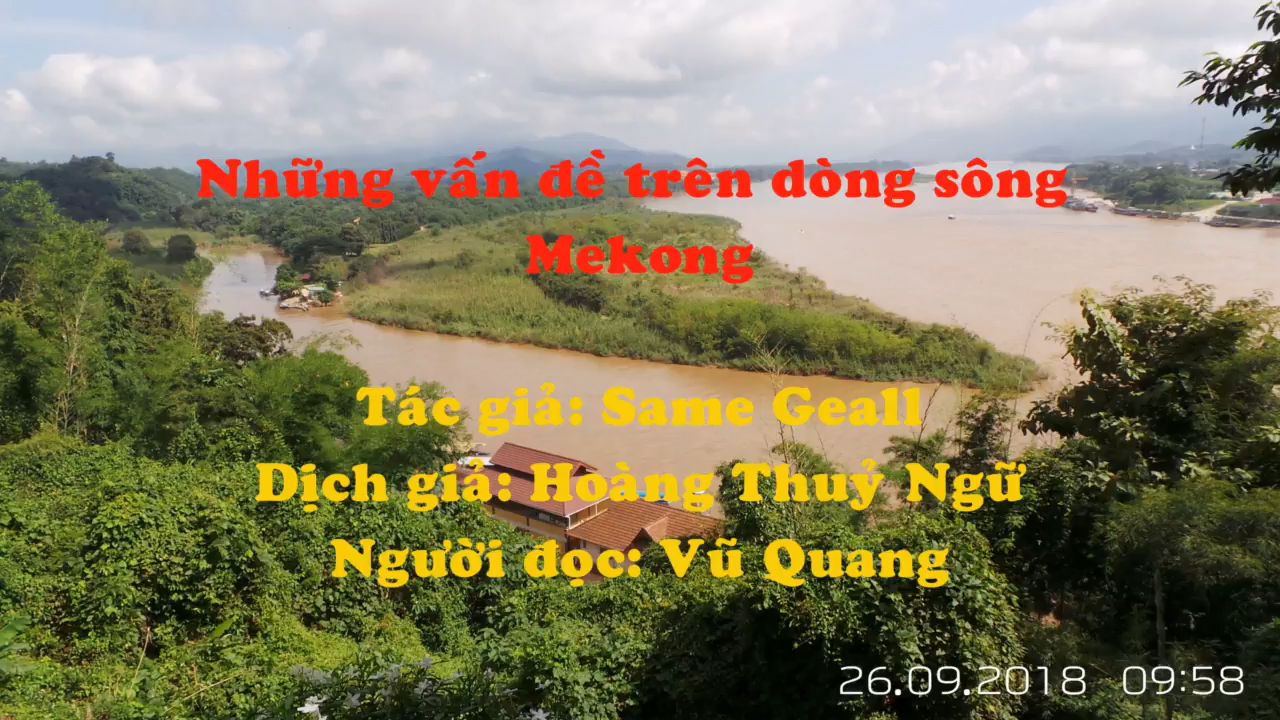 Những vấn đề trên dòng sông
Mekong
Tác giả: Same Geall
Dịch giả: Hoàng Thuỷ Ngữ
Người đọc: Vũ Quang
26.09.2018 09:58